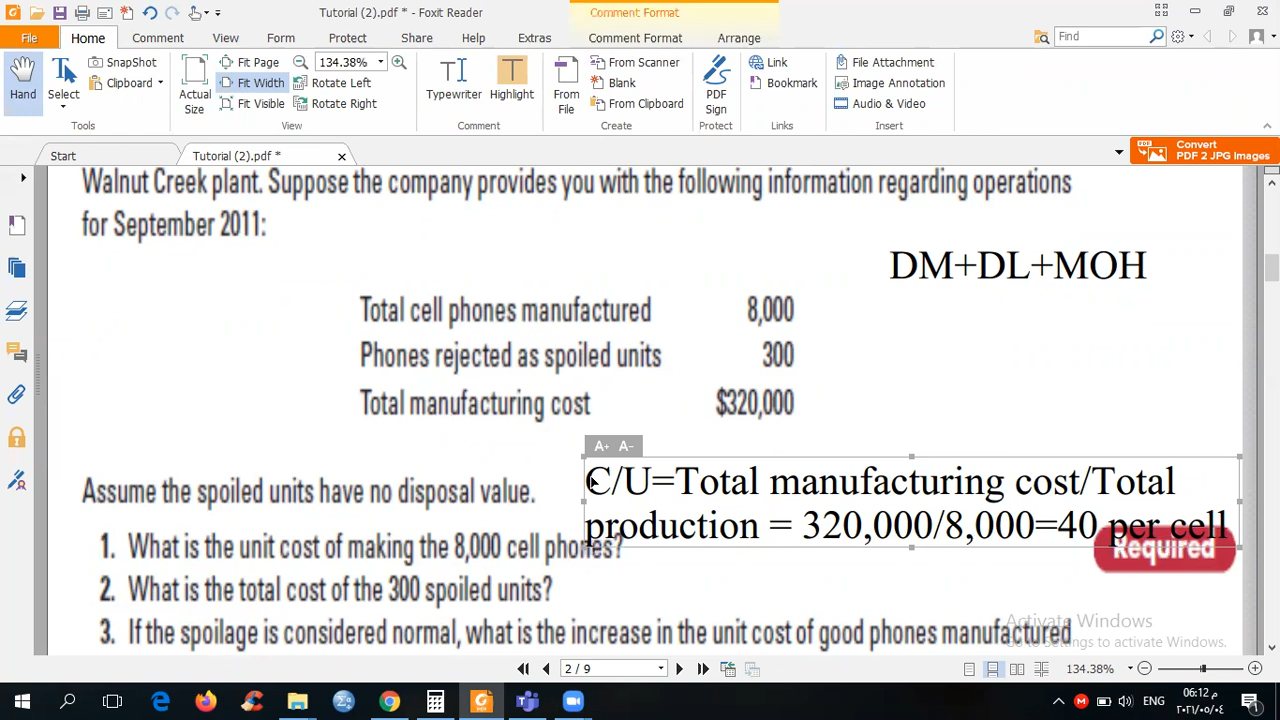 Tutorial (2).pdf * - Foxit Reader
Comment Format
File
Home
Comment
View
Form
Protect
Share
Help
Extras
Comment Format
Arrange
Find
Hand
Select
SnapShot
Clipboard
Actual
Size
Fit Page
Fit Width
Fit Visible
134.38%
Rotate Left
Rotate Right
Typewriter
Highlight
From
File
From Scanner
Blank
From Clipboard
PDF
Sign
Link
Bookmark
File Attachment
Image Annotation
Audio & Video
Tools
View
Comment
Create
Protect
Links
Insert
Start
Tutorial (2).pdf *
Convert
PDF 2 JPG Images
Walnut Creek plant. Suppose the company provides you with the following information regarding operations
for September 2011:
DM+DL+MOH
Total cell phones manufactured 8,000
Phones rejected as spoiled units 300
Total manufacturing cost $320,000
A+ A-
C/U=Total manufacturing cost/Total
production = 320,000/8,000=40 per cell
Assume the spoiled units have no disposal value.
Required
1. What is the unit cost of making the 8,000 cell phones?
2. What is the total cost of the 300 spoiled units?
3. If the spoilage is considered normal, what is the increase in the unit cost of good phones manufactured
Activate Windows
Go to Settings to activate Windows.
2 / 9
134.38%
ENG
06:12 م
٢٠٢١/٠٥/٠٤